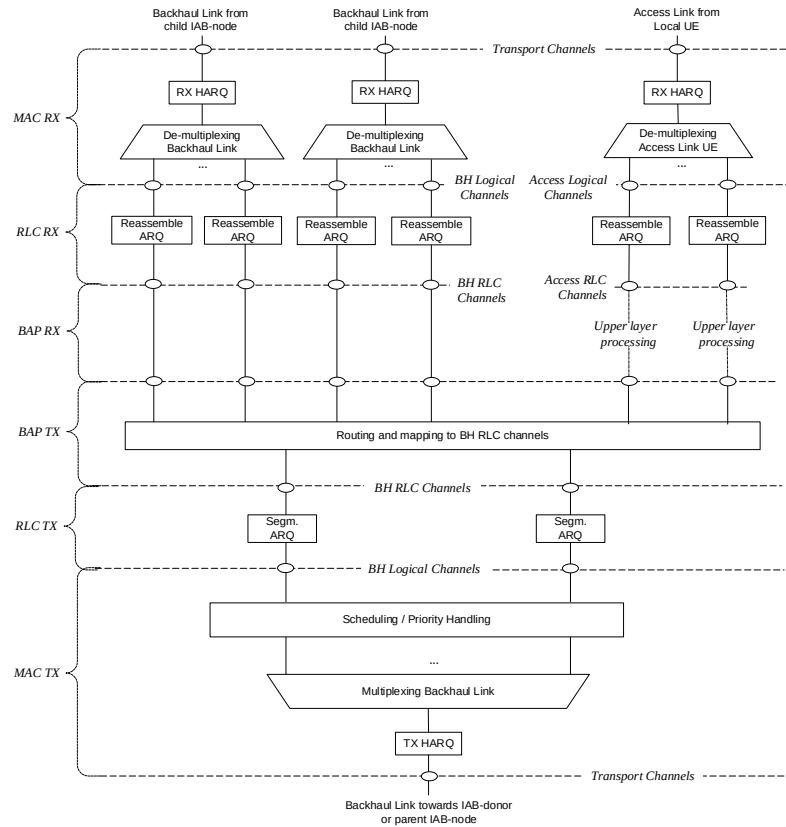 Backhaul Link from
child IAB-node
Backhaul Link from
child IAB-node
Access Link from
Local UE
Transport Channels
RX HARQ
RX HARQ
RX HARQ
MAC RX
De-multiplexing
Backhaul Link
De-multiplexing
Backhaul Link
De-multiplexing
Access Link UE
...
...
...
BH Logical
Channels
Access Logical
Channels
RLC RX
Reassemble
ARQ
Reassemble
ARQ
Reassemble
ARQ
Reassemble
ARQ
Reassemble
ARQ
Reassemble
ARQ
BH RLC
Channels
Access RLC
Channels
BAP RX
Upper layer
processing
Upper layer
processing
BAP TX
Routing and mapping to BH RLC channels
BH RLC Channels
RLC TX
Segm.
ARQ
Segm.
ARQ
BH Logical Channels
Scheduling / Priority Handling
MAC TX
...
Multiplexing Backhaul Link
TX HARQ
Transport Channels
Backhaul Link towards IAB-donor
or parent IAB-node